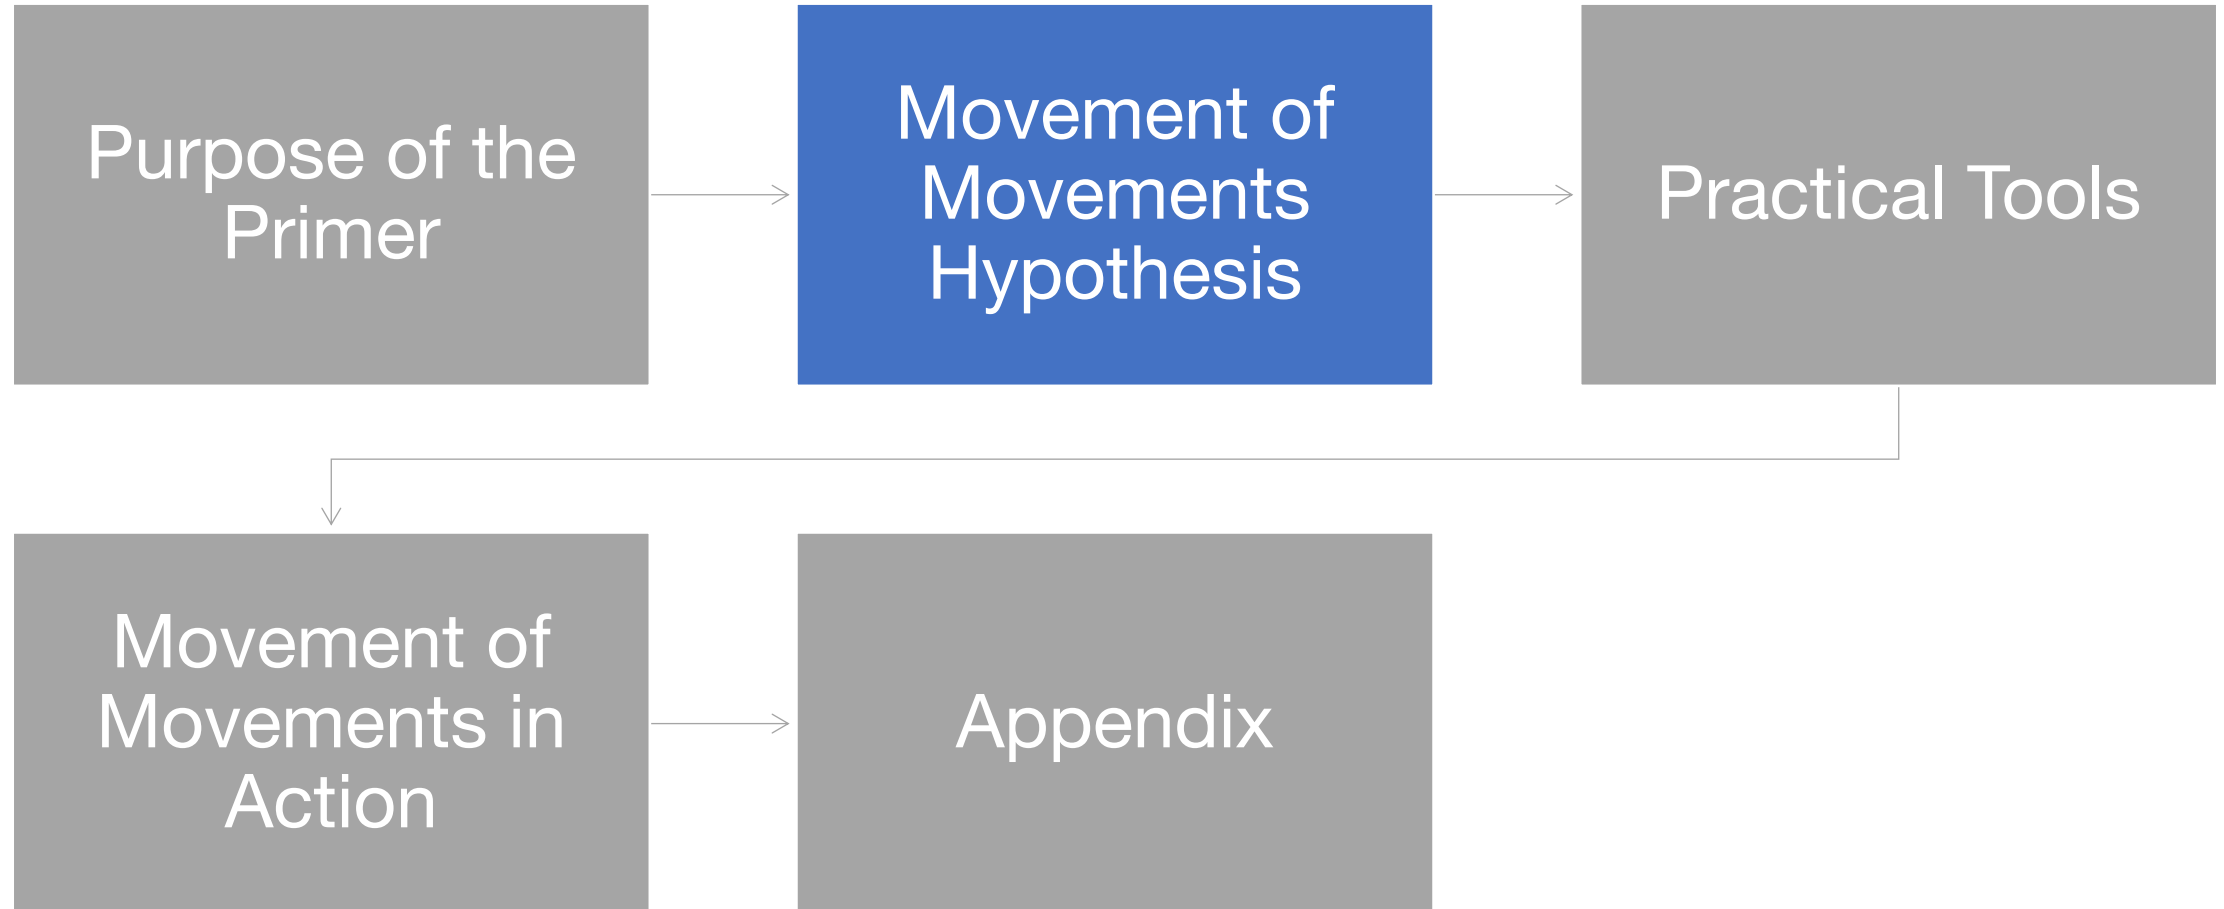 Purpose of the
Primer
Movement of
Movements
Hypothesis
Practical Tools
Movement of
Movements in
Action
Appendix